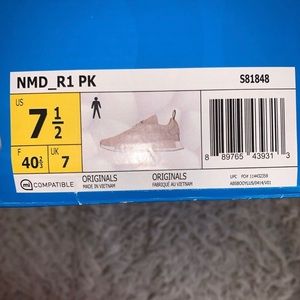 NMD_R1 PK
S81848
US
7 1/2
F
40 2/3
UK
7
mi COMPATIBLE
ORIGINALS
MADE IN VIETNAM
ORIGINALS
FABRIQUÉ AU VIETNAM
8 89765 43931 3
UPC